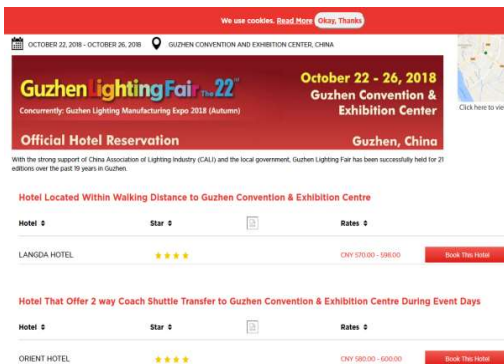 We use cookies. Read More Okay, Thanks
OCTOBER 22, 2018 - OCTOBER 26, 2018 GUZHEN CONVENTION AND EXHIBITION CENTER, CHINA
Guzhen Lighting Fair The 22nd
Concurrently: Guzhen Lighting Manufacturing Expo 2018 (Autumn)
October 22 - 26, 2018
Guzhen Convention &
Exhibition Center
Official Hotel Reservation
Guzhen, China
Click here to vie
With the strong support of China Association of Lighting Industry (CALI) and the local government, Guzhen Lighting Fair has been successfully held for 21
editions over the past 19 years in Guzhen.
Hotel Located Within Walking Distance to Guzhen Convention & Exhibition Centre
Hotel Star Rates
LANGDA HOTEL CNY 570.00 - 598.00 Book This Hotel
Hotel That Offer 2 way Coach Shuttle Transfer to Guzhen Convention & Exhibition Centre During Event Days
Hotel Star Rates
ORIENT HOTEL CNY 580.00 - 600.00 Book This Hotel